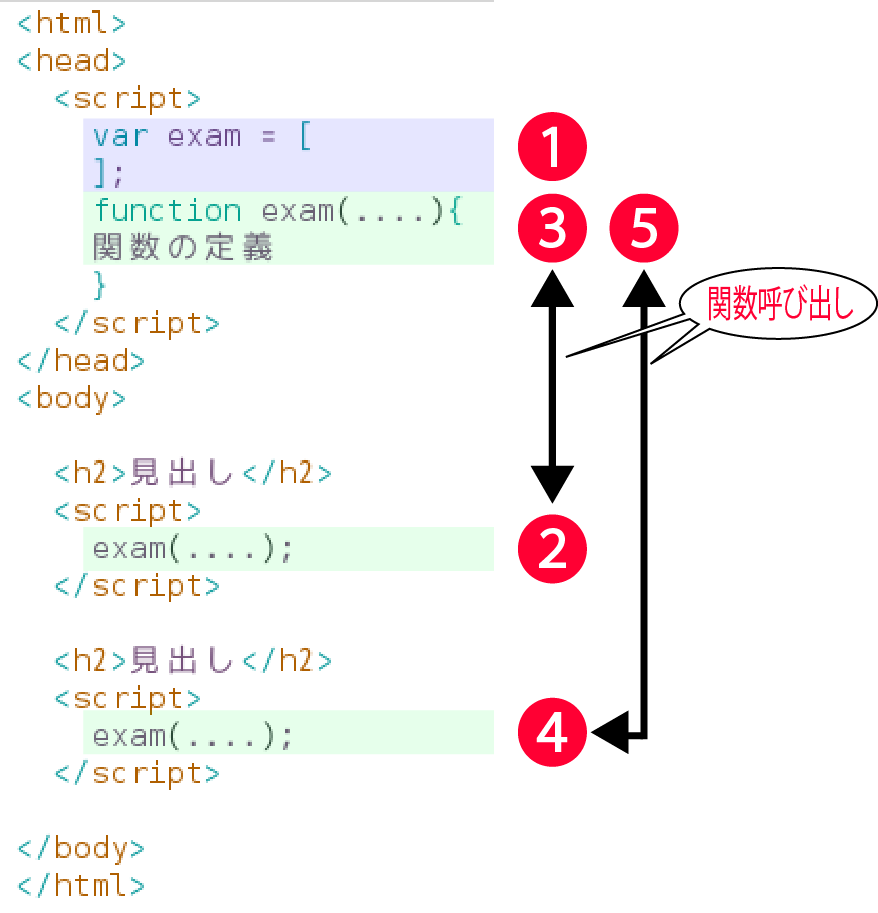 <html>
<head>
<script>
var exam = [
];
①
function exam(....){
③ ⑤
関数の定義
}
関数呼び出し
</script>
</head>
<body>
<h2>見出し</h2>
<script>
exam(....);
②
</script>
<h2>見出し</h2>
<script>
exam(....);
④
</script>
</body>
</html>